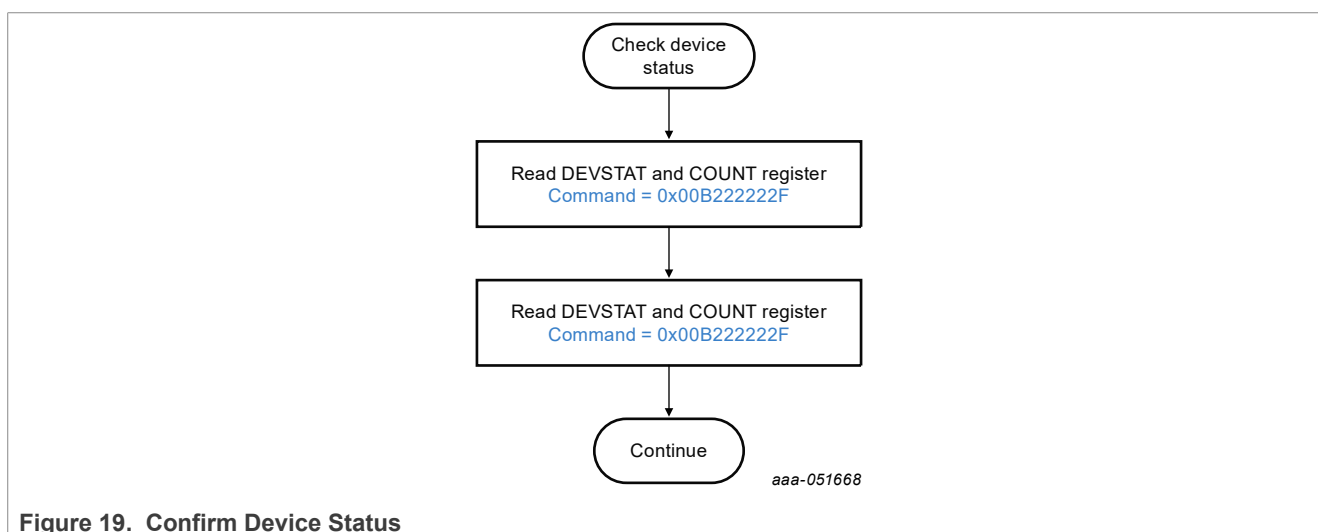 Check device
status
Read DEVSTAT and COUNT register
Command = 0x00B222222F
Read DEVSTAT and COUNT register
Command = 0x00B222222F
Continue
aaa-051668
Figure 19. Confirm Device Status